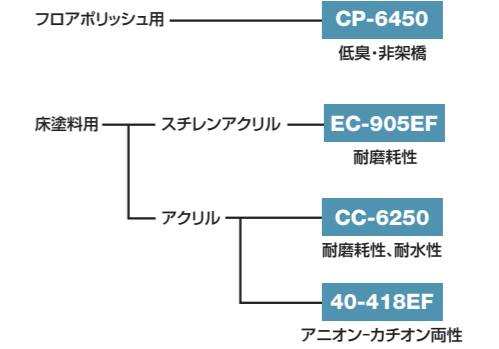 フロアポリッシュ用
CP-6450
低臭・非架橋
床塗料用
スチレンアクリル
EC-905EF
耐磨耗性
アクリル
CC-6250
耐磨耗性、耐水性
40-418EF
アニオン-カチオン両性